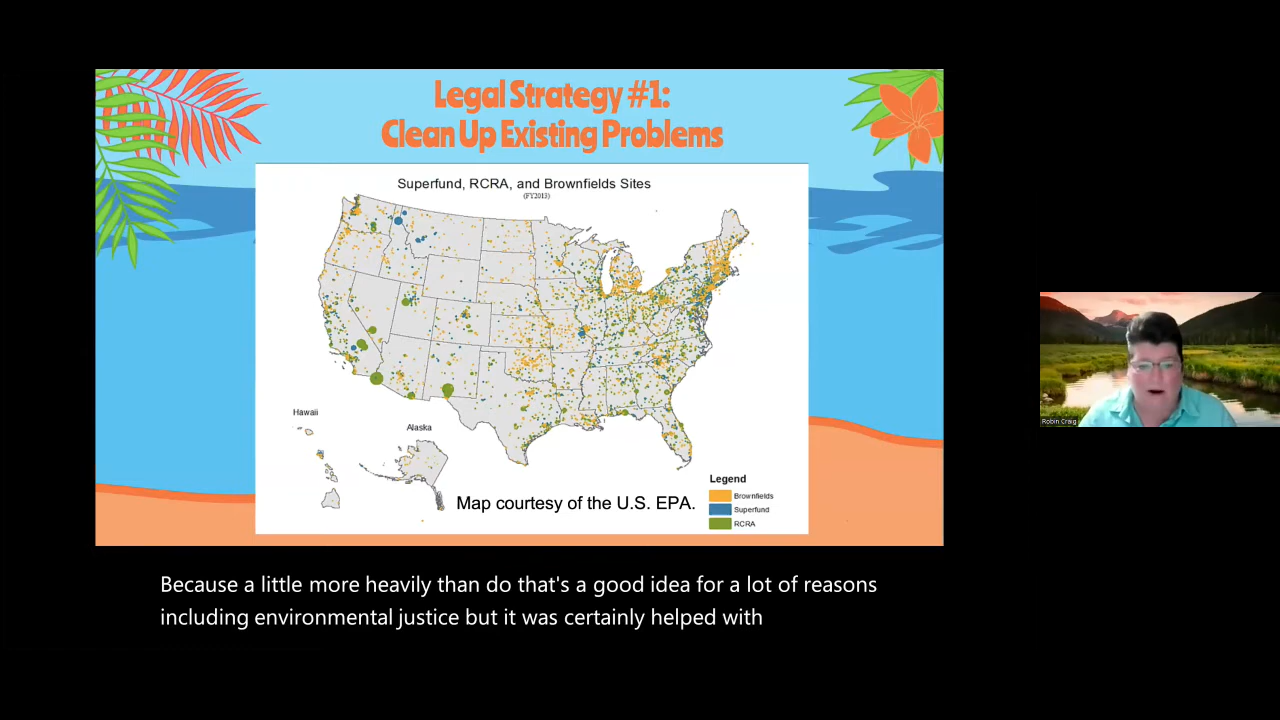 Legal Strategy #1:
Clean Up Existing Problems
Superfund, RCRA, and Brownfields Sites
(FY2013)
Hawaii
Alaska
Map courtesy of the U.S. EPA.
Legend
Brownfields
Superfund
RCRA
Robin Craig
Because a little more heavily than do that's a good idea for a lot of reasons
including environmental justice but it was certainly helped with